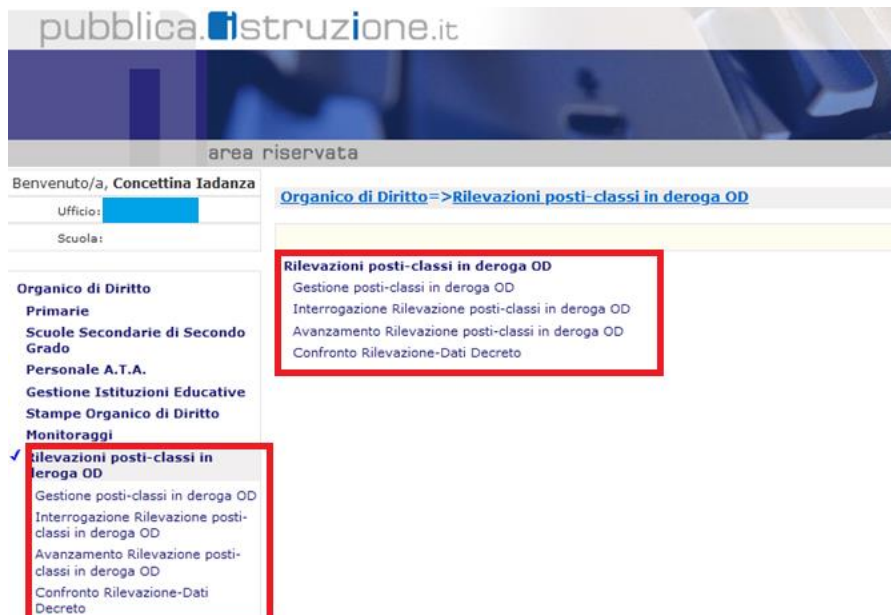 pubblica.istruzione.it
area riservata
Benvenuto/a, Concettina Iadanza
Ufficio:
Scuola:
Organico di Diritto
Primarie
Scuole Secondarie di Secondo
Grado
Personale A.T.A.
Gestione Istituzioni Educative
Stampe Organico di Diritto
Monitoraggi
Rilevazioni posti-classi in
deroga OD
Gestione posti-classi in deroga OD
Interrogazione Rilevazione posti-
classi in deroga OD
Avanzamento Rilevazione posti-
classi in deroga OD
Confronto Rilevazione-Dati
Decreto
Organico di Diritto=>Rilevazioni posti-classi in deroga OD
Rilevazioni posti-classi in deroga OD
Gestione posti-classi in deroga OD
Interrogazione Rilevazione posti-classi in deroga OD
Avanzamento Rilevazione posti-classi in deroga OD
Confronto Rilevazione-Dati Decreto